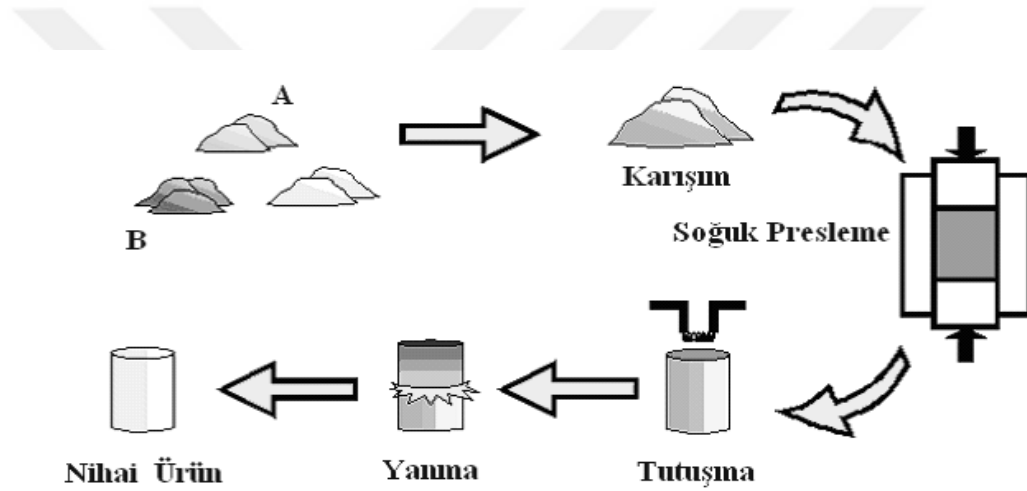 A
B
Karışım
Soğuk Presleme
Nihai Ürün
Yanma
Tutuşma